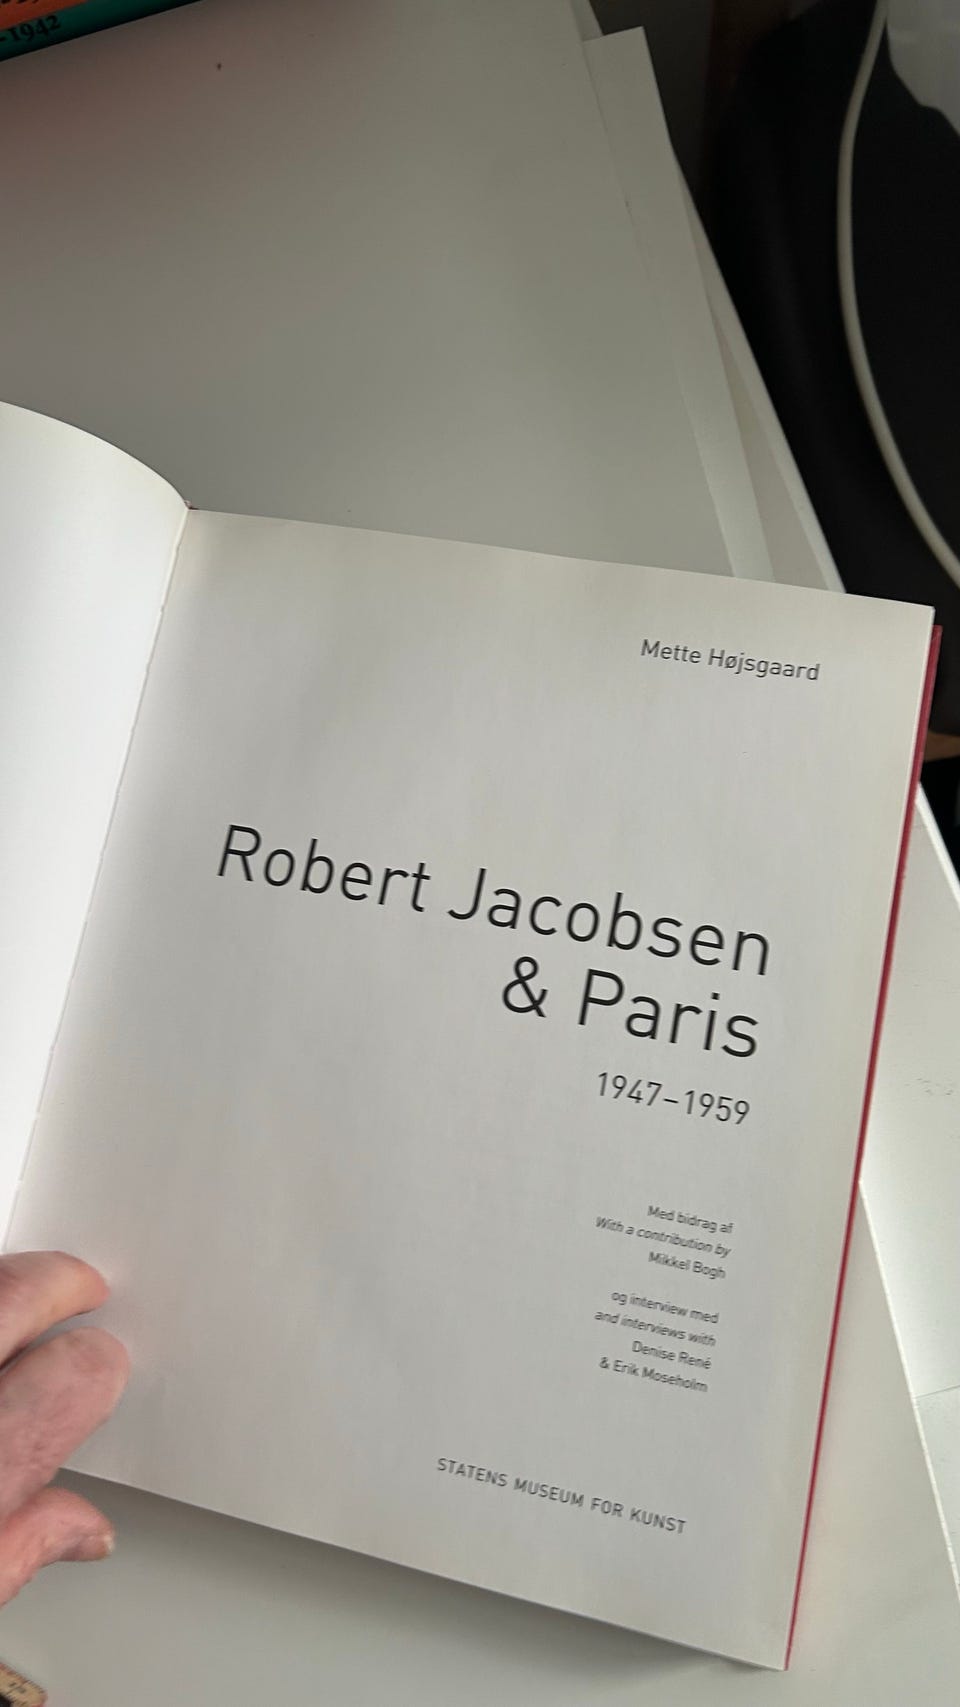 -1942
Mette Højsgaard
Robert Jacobsen
& Paris
1947–1959
Med bidrag af
With a contribution by
Mikkel Bogh
og interview med
and interviews with
Denise René
& Erik Moseholm
STATENS MUSEUM FOR KUNST